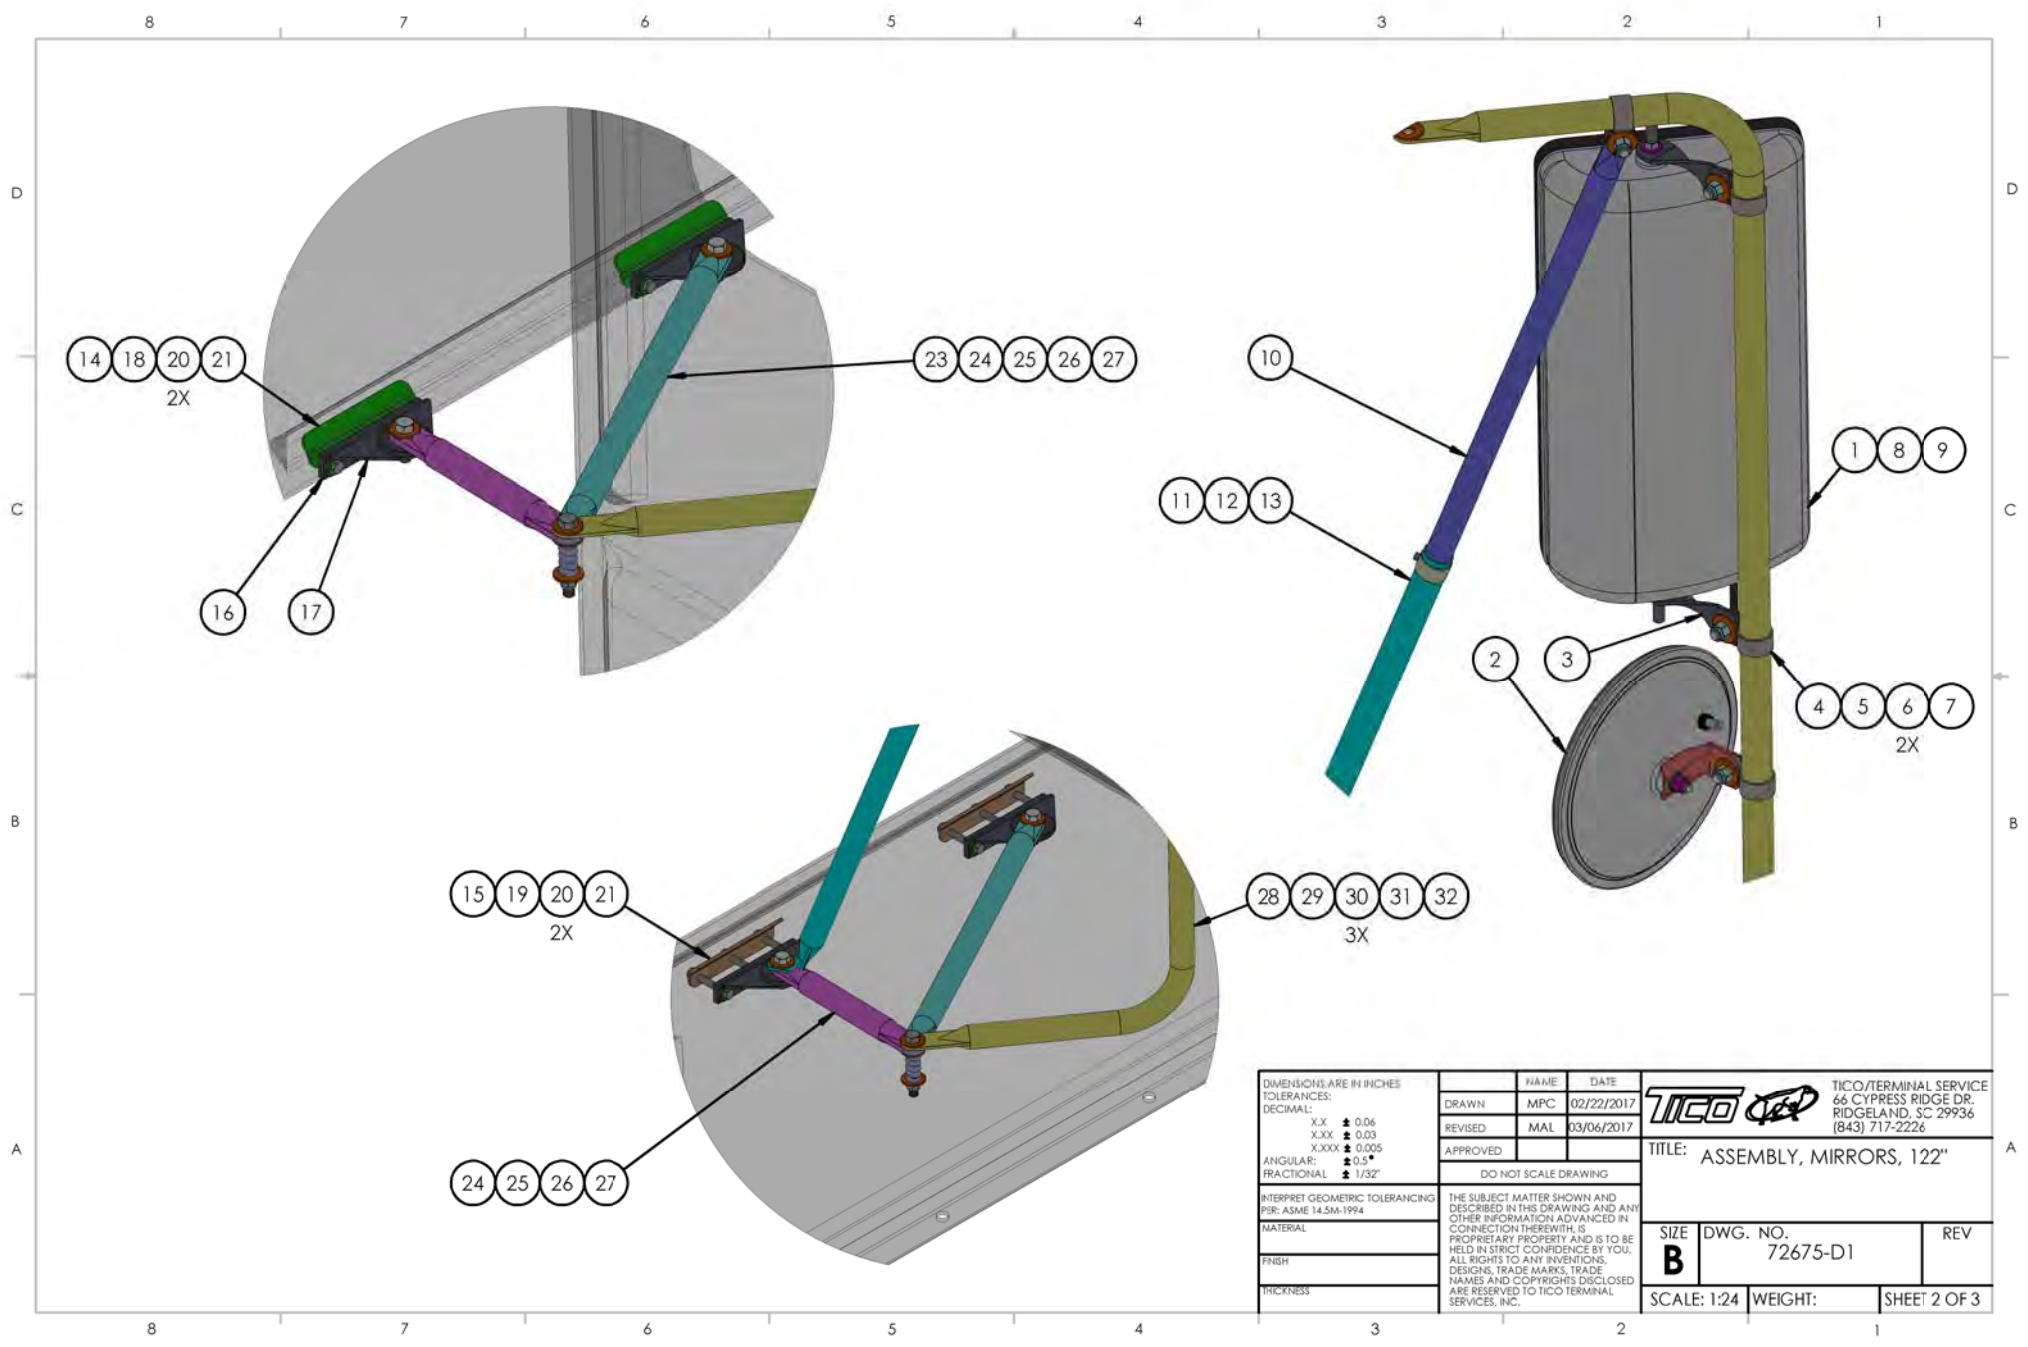 8 7 6 5 4 3 2 1
D D
C C
B B
A A
14 18 20 21
2X
23 24 25 26 27
16 17
10
1 8 9
11 12 13
2 3
4 5 6 7
2X
15 19 20 21
2X
28 29 30 31 32
3X
24 25 26 27
DIMENSIONS ARE IN INCHES
TOLERANCES:
DECIMAL:
X.X ± 0.06
X.XX ± 0.03
X.XXX ± 0.005
ANGULAR: ± 0.5°
FRACTIONAL ± 1/32"
INTERPRET GEOMETRIC TOLERANCING
PER: ASME 14.5M-1994
MATERIAL
FINISH
THICKNESS
NAME DATE
DRAWN MPC 02/22/2017
REVISED MAL 03/06/2017
APPROVED
DO NOT SCALE DRAWING
THE SUBJECT MATTER SHOWN AND
DESCRIBED IN THIS DRAWING AND ANY
OTHER INFORMATION ADVANCED IN
CONNECTION THEREWITH, IS
PROPRIETARY PROPERTY AND IS TO BE
HELD IN STRICT CONFIDENCE BY YOU.
ALL RIGHTS TO ANY INVENTIONS,
DESIGNS, TRADE MARKS, TRADE
NAMES AND COPYRIGHTS DISCLOSED
ARE RESERVED TO TICO TERMINAL
SERVICES, INC.
TICO
TICO/TERMINAL SERVICE
66 CYPRESS RIDGE DR.
RIDGELAND, SC 29936
(843) 717-2226
TITLE: ASSEMBLY, MIRRORS, 122"
SIZE DWG. NO. REV
B 72675-D1
SCALE: 1:24 WEIGHT: SHEET 2 OF 3
8 7 6 5 4 3 2 1